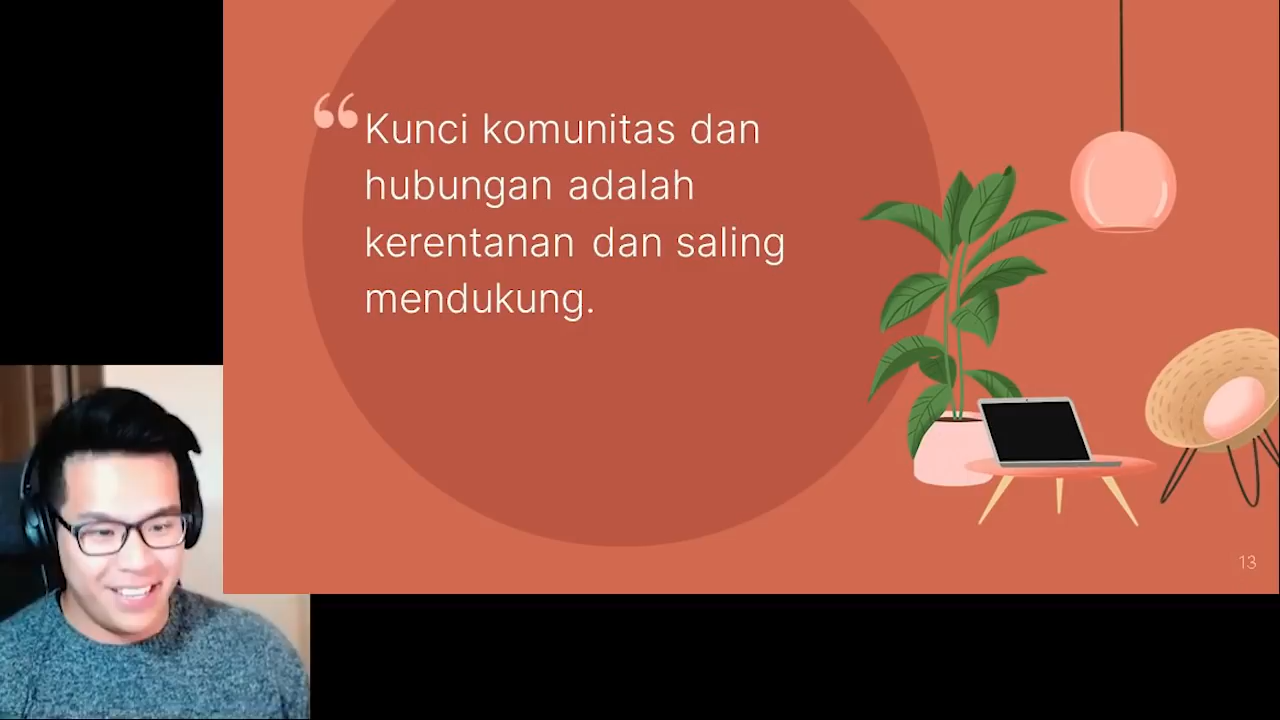 “Kunci komunitas dan
hubungan adalah
kerentanan dan saling
mendukung.
13